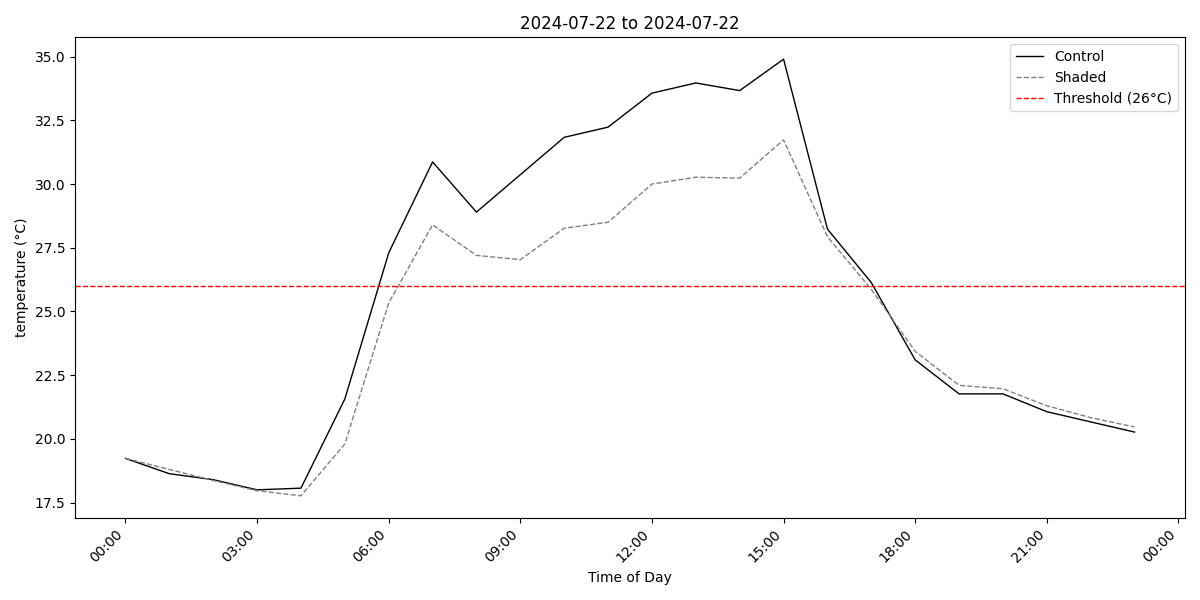 2024-07-22 to 2024-07-22
Control
Shaded
Threshold (26°C)
temperature (°C)
35.0
32.5
30.0
27.5
25.0
22.5
20.0
17.5
00:00
03:00
06:00
09:00
12:00
15:00
18:00
21:00
00:00
Time of Day